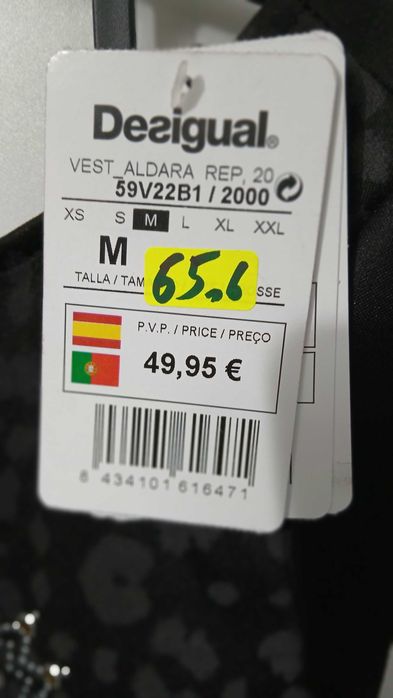 Desigual®
VEST_ALDARA REP, 20
59V22B1 / 2000
XS S M L XL XXL
M
65,6
TALLA / TAM
SSE
P.V.P. / PRICE / PREÇO
49,95 €
8 434101 616471